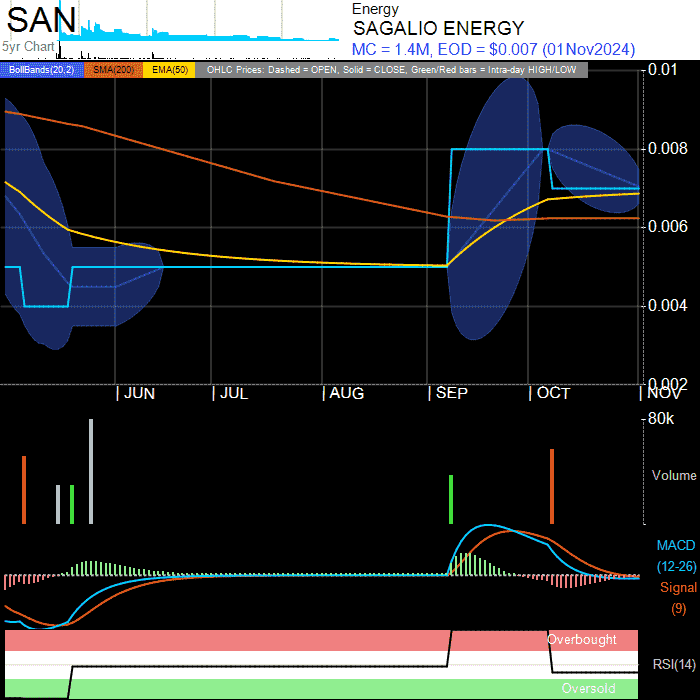 SAN
5yr Chart
Energy
SAGALIO ENERGY
MC = 1.4M, EOD = $0.007 (01Nov2024)
BollBands(20,2) SMA(200) EMA(50) OHLC Prices: Dashed = OPEN, Solid = CLOSE, Green/Red bars = Intra-day HIGH/LOW
0.01
0.008
0.006
0.004
0.002
| JUN | JUL | AUG | SEP | OCT | NOV
80k
Volume
MACD
(12-26)
Signal
(9)
Overbought
RSI(14)
Oversold